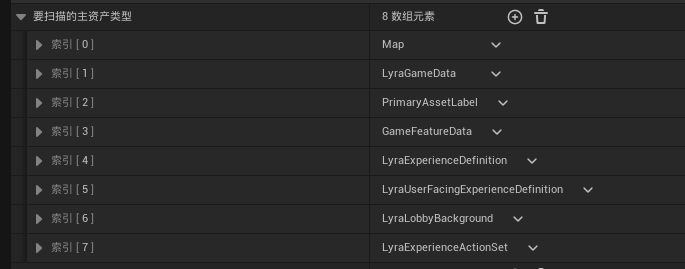 要扫描的主资产类型 8 数组元素
索引 [ 0 ] Map
索引 [ 1 ] LyraGameData
索引 [ 2 ] PrimaryAssetLabel
索引 [ 3 ] GameFeatureData
索引 [ 4 ] LyraExperienceDefinition
索引 [ 5 ] LyraUserFacingExperienceDefinition
索引 [ 6 ] LyraLobbyBackground
索引 [ 7 ] LyraExperienceActionSet